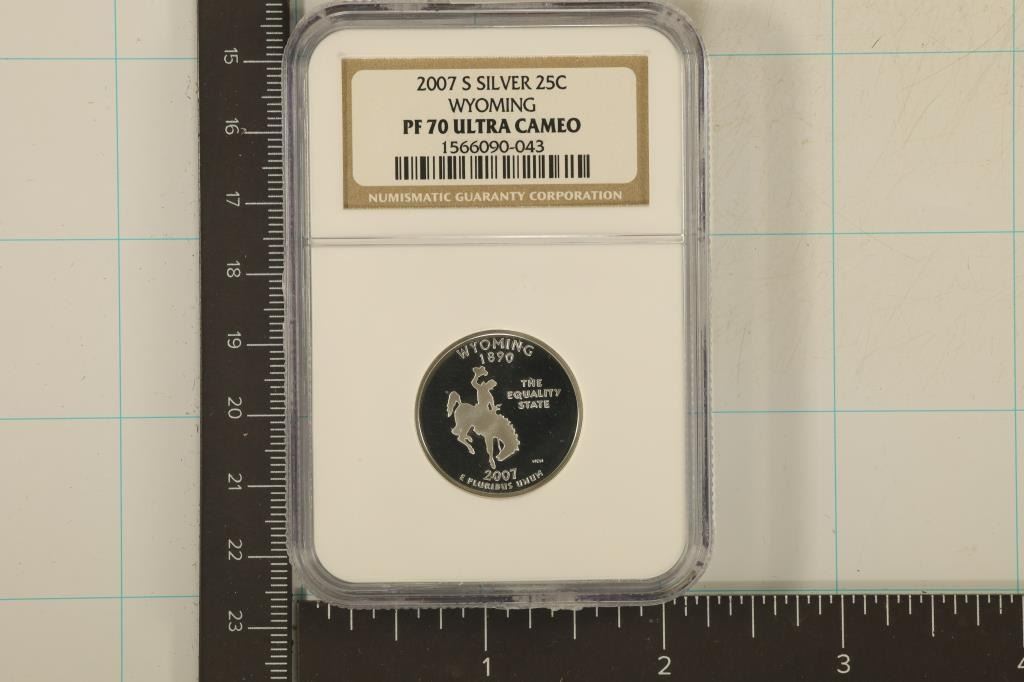 2007 S SILVER 25C
WYOMING
PF 70 ULTRA CAMEO
1566090-043
NUMISMATIC GUARANTY CORPORATION
WYOMING
1890
THE
EQUALITY
STATE
2007
E PLURIBUS UNUM
15
16
17
18
19
20
21
22
23
1 2 3 4